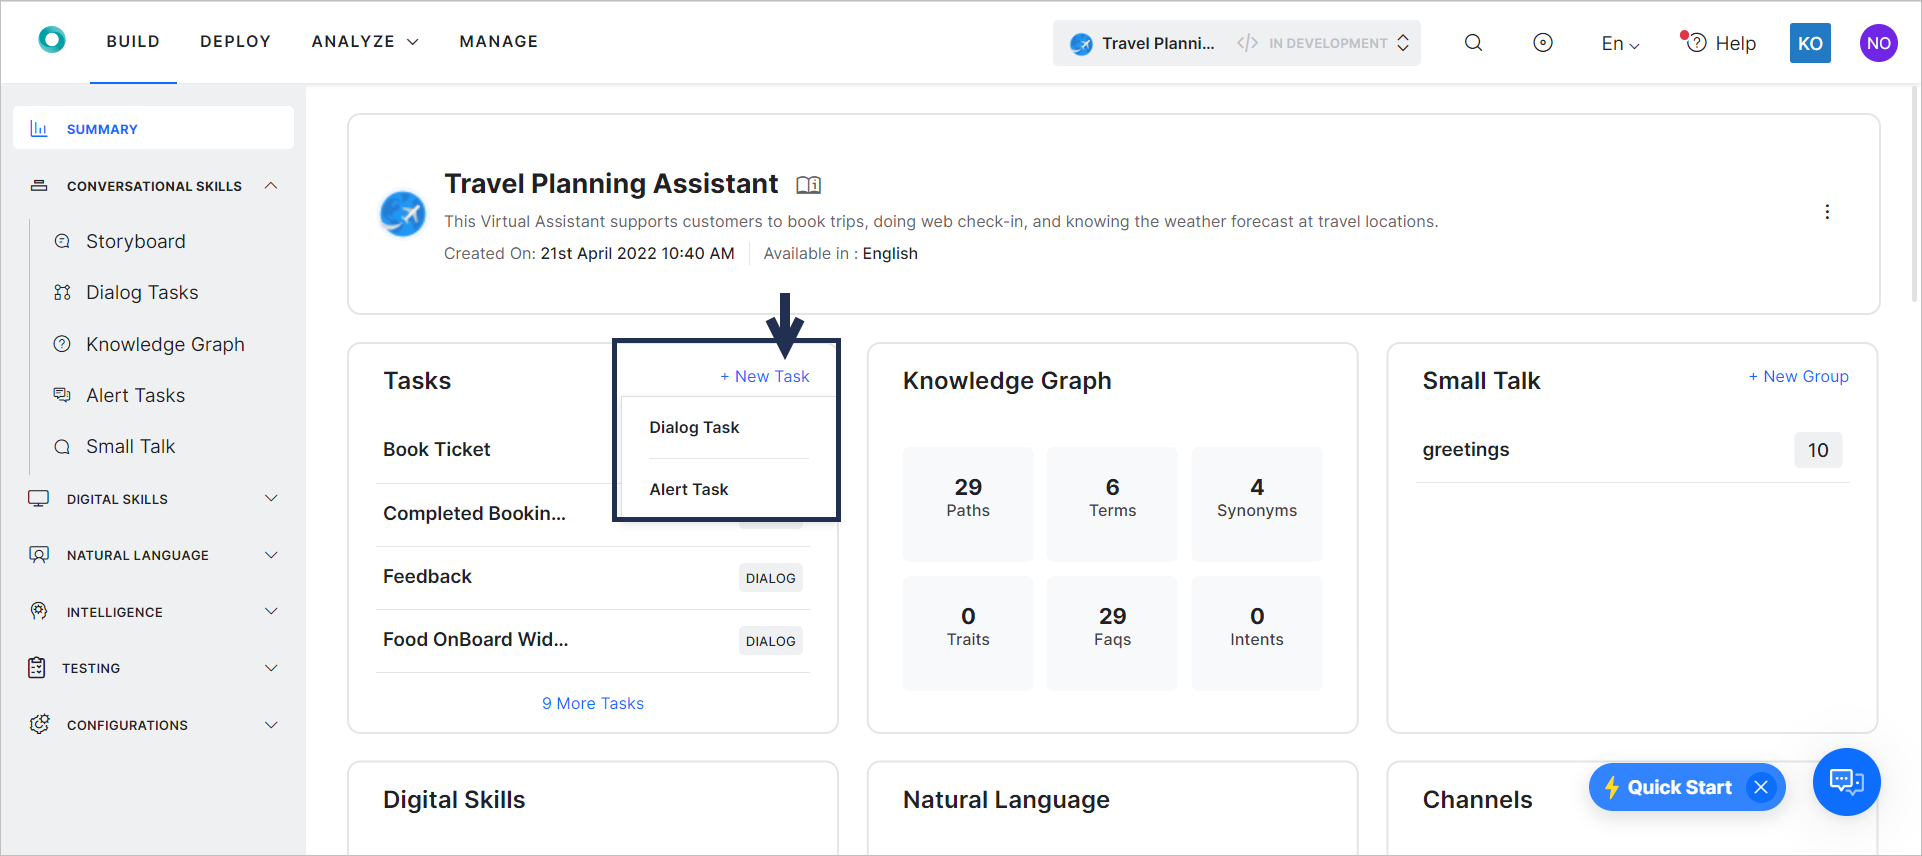 BUILD DEPLOY ANALYZE MANAGE Travel Planni... </> IN DEVELOPMENT En Help KO NO
SUMMARY
CONVERSATIONAL SKILLS
Storyboard
Dialog Tasks
Knowledge Graph
Alert Tasks
Small Talk
DIGITAL SKILLS
NATURAL LANGUAGE
INTELLIGENCE
TESTING
CONFIGURATIONS
Travel Planning Assistant
This Virtual Assistant supports customers to book trips, doing web check-in, and knowing the weather forecast at travel locations.
Created On: 21st April 2022 10:40 AM Available in : English
Tasks + New Task
Dialog Task
Alert Task
Book Ticket
Completed Bookin...
Feedback DIALOG
Food OnBoard Wid... DIALOG
9 More Tasks
Knowledge Graph
29 6 4
Paths Terms Synonyms
0 29 0
Traits Faqs Intents
Small Talk + New Group
greetings 10
Digital Skills
Natural Language
Channels
Quick Start